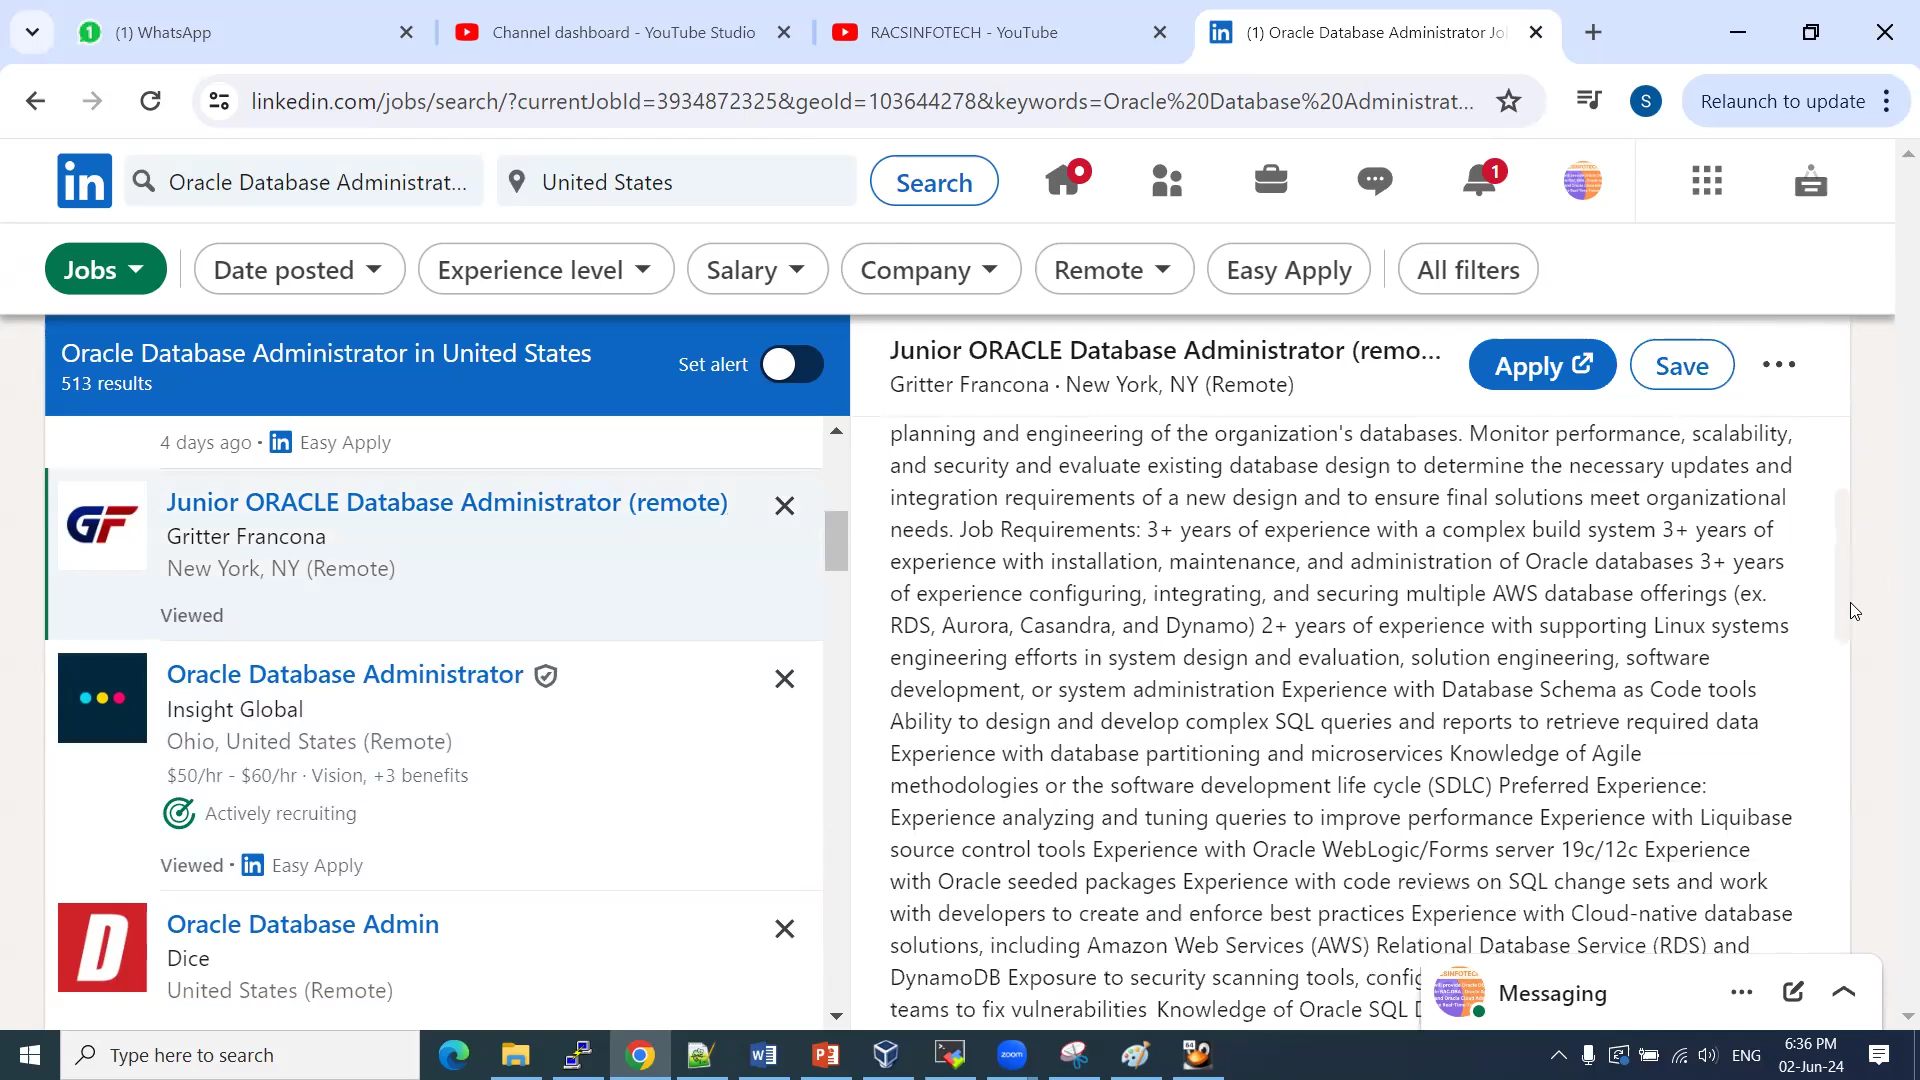 (1) WhatsApp
Channel dashboard - YouTube Studio
RACSINFOTECH - YouTube
(1) Oracle Database Administrator Jo
linkedin.com/jobs/search/?currentJobId=3934872325&geoId=103644278&keywords=Oracle%20Database%20Administrat...
S
Relaunch to update
in
Oracle Database Administrat...
United States
Search
1
Jobs
Date posted
Experience level
Salary
Company
Remote
Easy Apply
All filters
Oracle Database Administrator in United States
513 results
Set alert
4 days ago · in Easy Apply
GF
Junior ORACLE Database Administrator (remote)
Gritter Francona
New York, NY (Remote)
Viewed
Oracle Database Administrator
Insight Global
Ohio, United States (Remote)
$50/hr - $60/hr · Vision, +3 benefits
Actively recruiting
Viewed · in Easy Apply
D
Oracle Database Admin
Dice
United States (Remote)
Junior ORACLE Database Administrator (remo...
Gritter Francona · New York, NY (Remote)
Apply
Save
planning and engineering of the organization's databases. Monitor performance, scalability,
and security and evaluate existing database design to determine the necessary updates and
integration requirements of a new design and to ensure final solutions meet organizational
needs. Job Requirements: 3+ years of experience with a complex build system 3+ years of
experience with installation, maintenance, and administration of Oracle databases 3+ years
of experience configuring, integrating, and securing multiple AWS database offerings (ex.
RDS, Aurora, Casandra, and Dynamo) 2+ years of experience with supporting Linux systems
engineering efforts in system design and evaluation, solution engineering, software
development, or system administration Experience with Database Schema as Code tools
Ability to design and develop complex SQL queries and reports to retrieve required data
Experience with database partitioning and microservices Knowledge of Agile
methodologies or the software development life cycle (SDLC) Preferred Experience:
Experience analyzing and tuning queries to improve performance Experience with Liquibase
source control tools Experience with Oracle WebLogic/Forms server 19c/12c Experience
with Oracle seeded packages Experience with code reviews on SQL change sets and work
with developers to create and enforce best practices Experience with Cloud-native database
solutions, including Amazon Web Services (AWS) Relational Database Service (RDS) and
DynamoDB Exposure to security scanning tools,
teams to fix vulnerabilities Knowledge of Oracle SQL
Messaging
Type here to search
zoom
ENG
6:36 PM
02-Jun-24